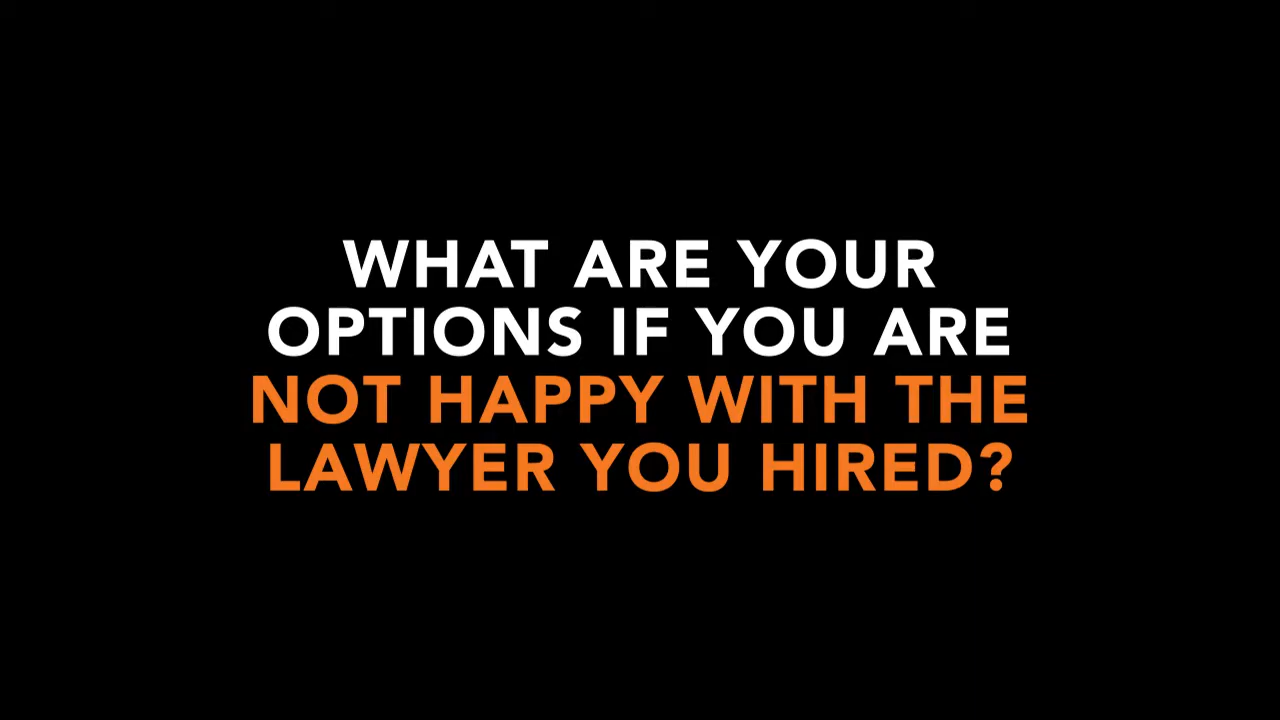 WHAT ARE YOUR
OPTIONS IF YOU ARE
NOT HAPPY WITH THE
LAWYER YOU HIRED?